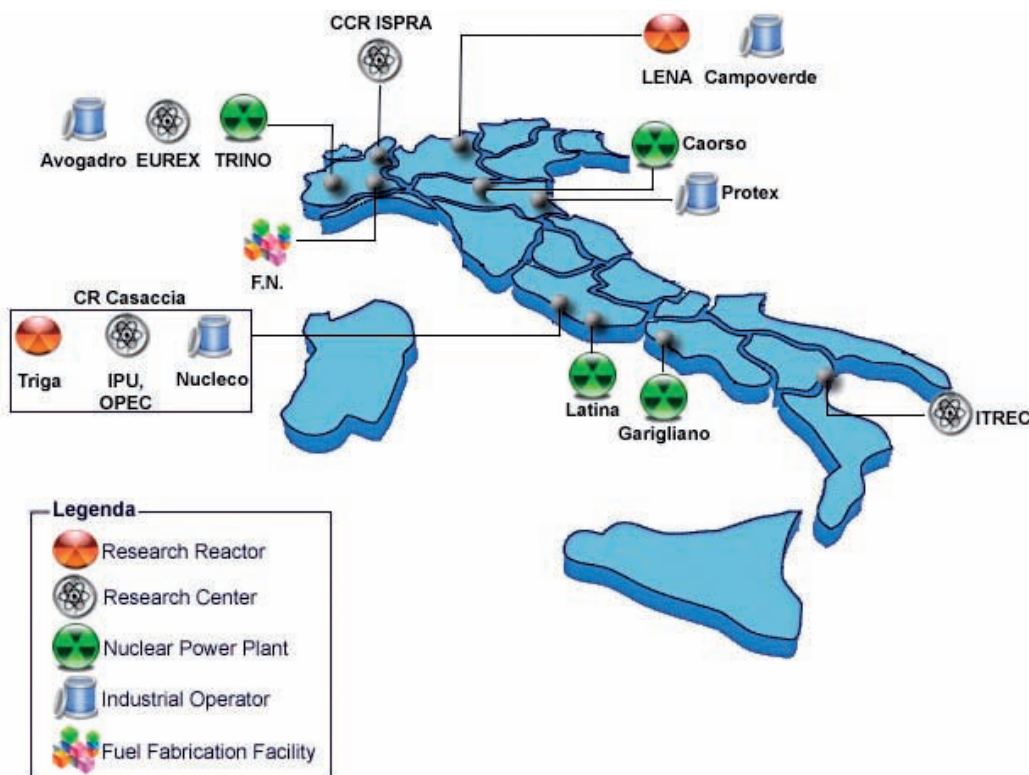 CCR ISPRA
LENA Campoverde
Avogadro EUREX TRINO
Caorso
Protex
F.N.
CR Casaccia
Triga IPU, Nucleco
OPEC
Latina
Garigliano
ITREC
Legenda
Research Reactor
Research Center
Nuclear Power Plant
Industrial Operator
Fuel Fabrication Facility